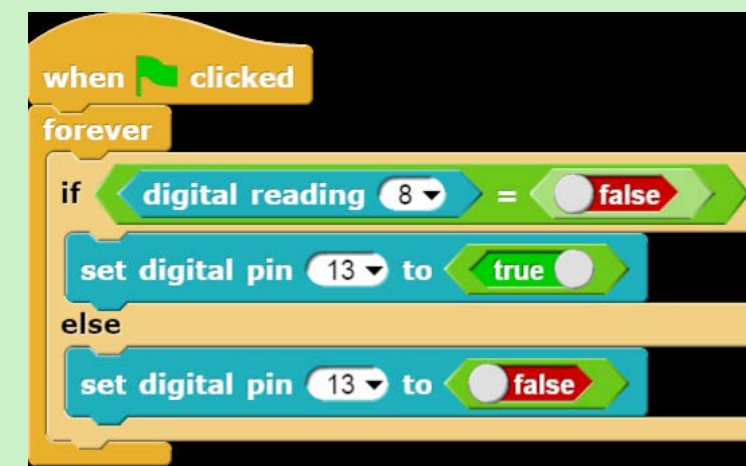 when clicked
forever
if digital reading 8 = false
set digital pin 13 to true
else
set digital pin 13 to false